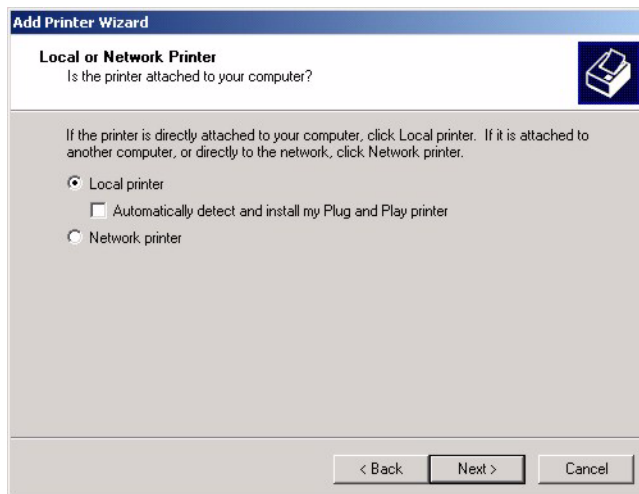 Add Printer Wizard
Local or Network Printer
Is the printer attached to your computer?
If the printer is directly attached to your computer, click Local printer. If it is attached to
another computer, or directly to the network, click Network printer.
Local printer
Automatically detect and install my Plug and Play printer
Network printer
< Back Next > Cancel